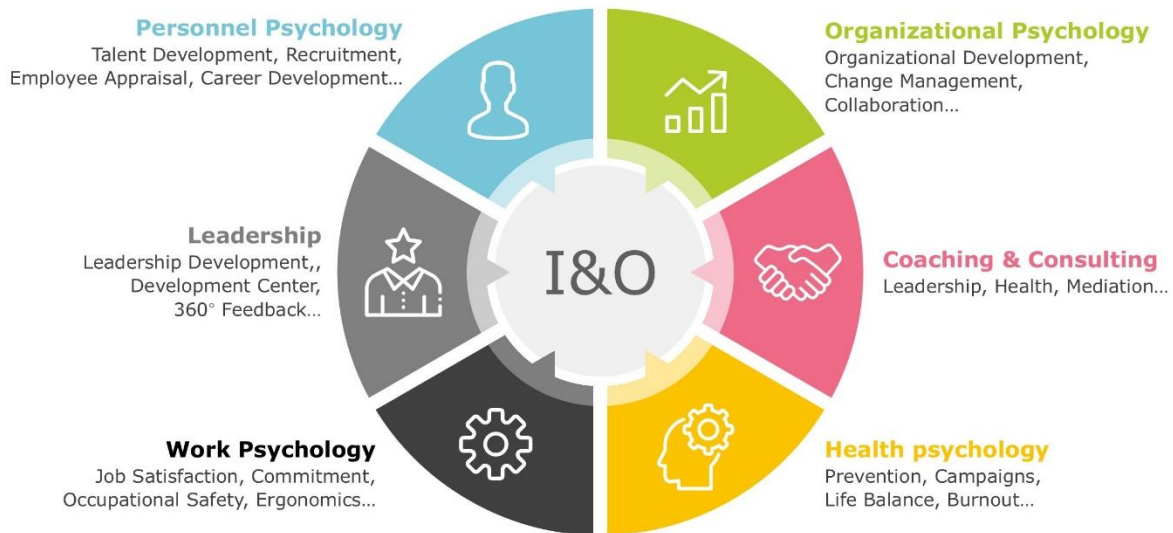 Personnel Psychology
Talent Development, Recruitment,
Employee Appraisal, Career Development...
Organizational Psychology
Organizational Development,
Change Management,
Collaboration...
Leadership
Leadership Development,,
Development Center,
360° Feedback...
I&O
Coaching & Consulting
Leadership, Health, Mediation...
Work Psychology
Job Satisfaction, Commitment,
Occupational Safety, Ergonomics...
Health psychology
Prevention, Campaigns,
Life Balance, Burnout...